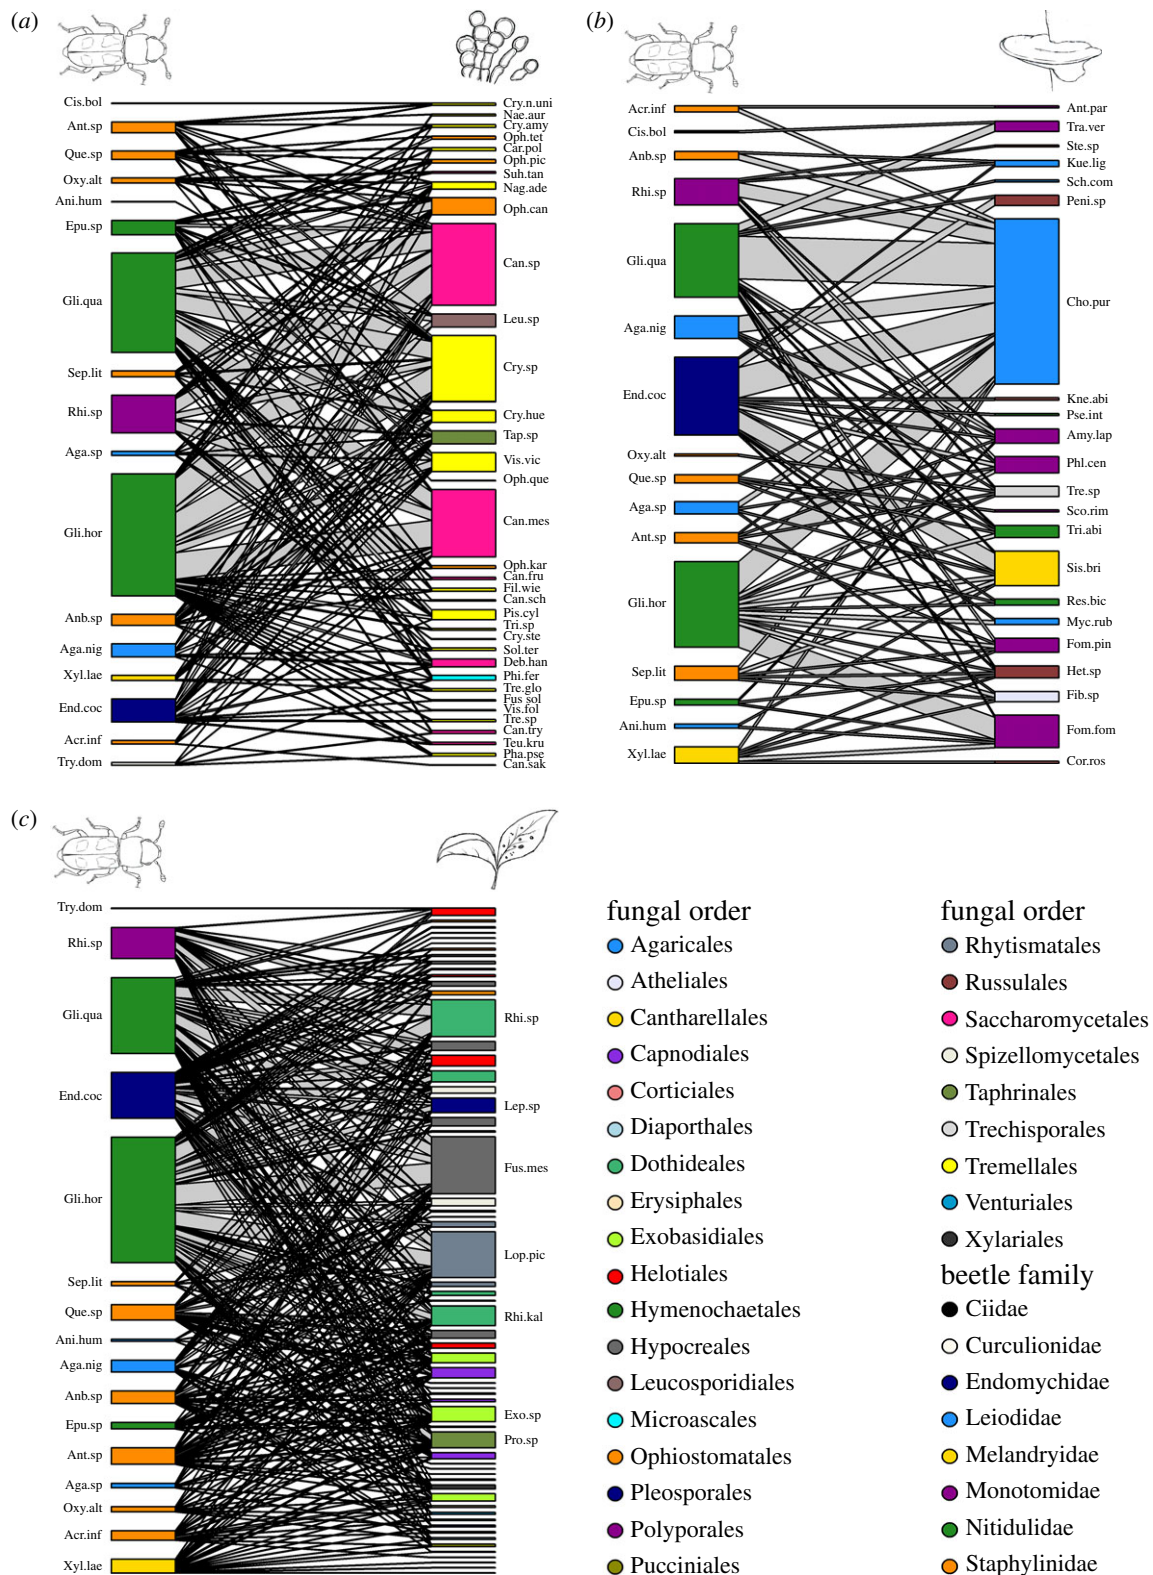 (a)
Cis.bol
Ant.sp
Que.sp
Oxy.alt
Ani.hum
Epu.sp
Gli.qua
Sep.lit
Rhi.sp
Aga.sp
Gli.hor
Anb.sp
Aga.nig
Xyl.lae
End.coc
Acr.inf
Try.dom
Cry.n.uni
Nae.aur
Cry.amy
Oph.tet
Car.pol
Oph.pic
Suh.tan
Nag.ade
Oph.can
Can.sp
Leu.sp
Cry.sp
Cry.hue
Tap.sp
Vis.vic
Oph.que
Can.mes
Oph.kar
Can.fru
Fil.wie
Can.sch
Pis.cyl
Tri.sp
Cry.ste
Sol.ter
Deb.han
Phi.fer
Tre.glo
Fus sol
Vis.fol
Tre.sp
Can.try
Teu.kru
Pha.pse
Can.sak
(b)
Acr.inf
Cis.bol
Anb.sp
Rhi.sp
Gli.qua
Aga.nig
End.coc
Oxy.alt
Que.sp
Aga.sp
Ant.sp
Gli.hor
Sep.lit
Epu.sp
Ani.hum
Xyl.lae
Ant.par
Tra.ver
Ste.sp
Kue.lig
Sch.com
Peni.sp
Cho.pur
Kne.abi
Pse.int
Amy.lap
Phl.cen
Tre.sp
Sco.rim
Tri.abi
Sis.bri
Res.bic
Myc.rub
Fom.pin
Het.sp
Fib.sp
Fom.fom
Cor.ros
(c)
Try.dom
Rhi.sp
Gli.qua
End.coc
Gli.hor
Sep.lit
Que.sp
Ani.hum
Aga.nig
Anb.sp
Epu.sp
Ant.sp
Aga.sp
Oxy.alt
Acr.inf
Xyl.lae
Rhi.sp
Lep.sp
Fus.mes
Lop.pic
Rhi.kal
Exo.sp
Pro.sp
fungal order
Agaricales
Atheliales
Cantharellales
Capnodiales
Corticiales
Diaporthales
Dothideales
Erysiphales
Exobasidiales
Helotiales
Hymenochaetales
Hypocreales
Leucosporidiales
Microascales
Ophiostomatales
Pleosporales
Polyporales
Pucciniales
fungal order
Rhytismatales
Russulales
Saccharomycetales
Spizellomycetales
Taphrinales
Trechisporales
Tremellales
Venturiales
Xylariales
beetle family
Ciidae
Curculionidae
Endomychidae
Leiodidae
Melandryidae
Monotomidae
Nitidulidae
Staphylinidae